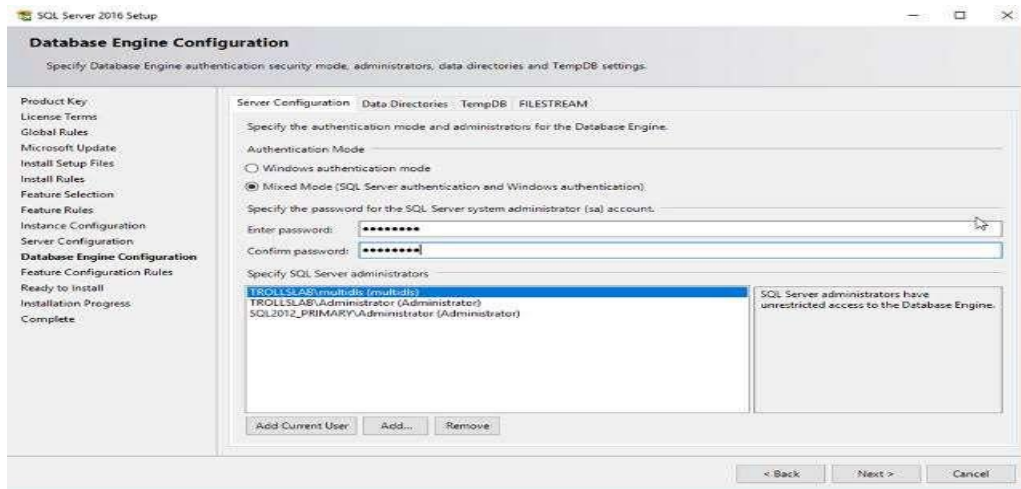 SQL Server 2016 Setup
Database Engine Configuration
Specify Database Engine authentication security mode, administrators, data directories and TempDB settings.
Product Key
License Terms
Global Rules
Microsoft Update
Install Setup Files
Install Rules
Feature Selection
Feature Rules
Instance Configuration
Server Configuration
Database Engine Configuration
Feature Configuration Rules
Ready to Install
Installation Progress
Complete
Server Configuration Data Directories TempDB FILESTREAM
Specify the authentication mode and administrators for the Database Engine.
Authentication Mode
Windows authentication mode
Mixed Mode (SQL Server authentication and Windows authentication)
Specify the password for the SQL Server system administrator (sa) account.
Enter password: ●●●●●●●●
Confirm password: ●●●●●●●●
Specify SQL Server administrators
TROLLSLAB\multidls (multidls)
TROLLSLAB\Administrator (Administrator)
SQL2012_PRIMARY\Administrator (Administrator)
SQL Server administrators have
unrestricted access to the Database Engine.
Add Current User Add... Remove
< Back Next > Cancel